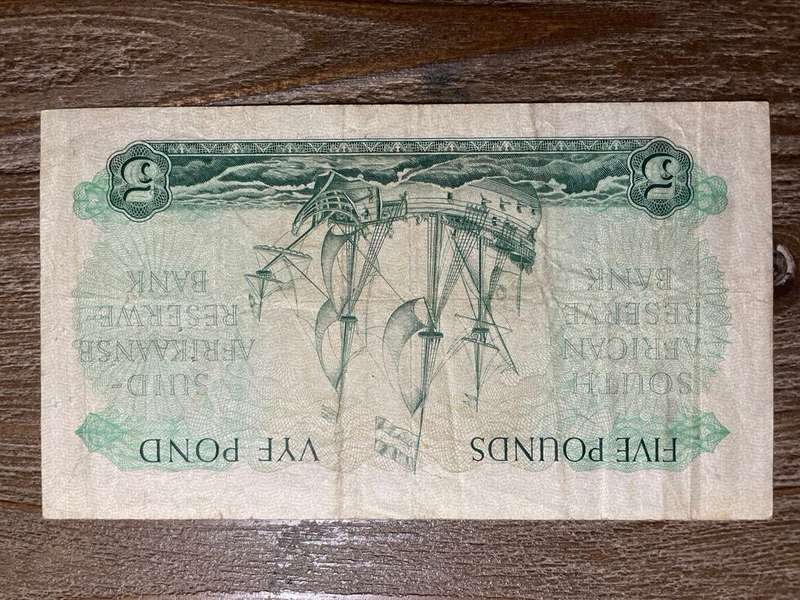 FIVE POUNDS
VYF POND
SOUTH
AFRICAN
RESERVE
BANK
SUID-
AFRIKAANSE
RESERWE-
BANK
5
5